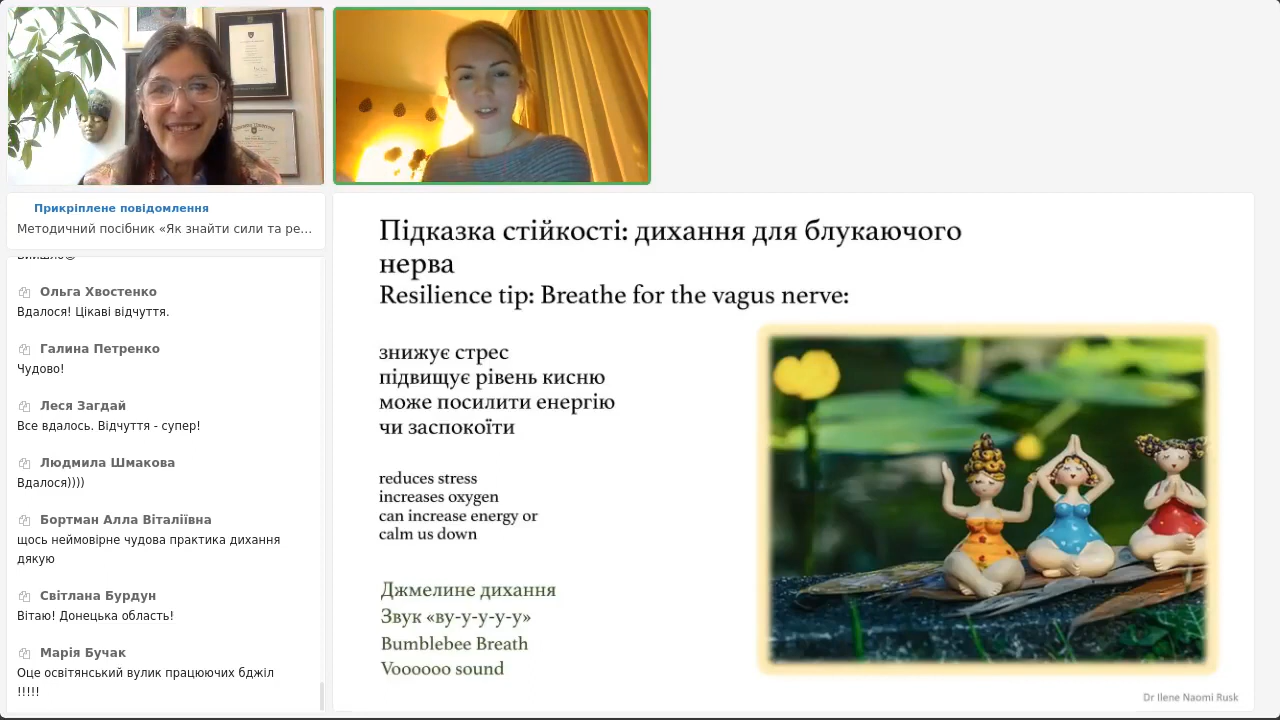 Прикріплене повідомлення
Методичний посібник «Як знайти сили та ре...
Ольга Хвостенко
Вдалося! Цікаві відчуття.
Галина Петренко
Чудово!
Леся Загдай
Все вдалось. Відчуття - супер!
Людмила Шмакова
Вдалося))))
Бортман Алла Віталіївна
щось неймовірне чудова практика дихання
дякую
Світлана Бурдун
Вітаю! Донецька область!
Марія Бучак
Оце освітянський вулик працюючих бджіл
!!!!!
Підказка стійкості: дихання для блукаючого
нерва
Resilience tip: Breathe for the vagus nerve:
знижує стрес
підвищує рівень кисню
може посилити енергію
чи заспокоїти
reduces stress
increases oxygen
can increase energy or
calm us down
Джмелине дихання
Звук «ву-у-у-у-у»
Bumblebee Breath
Voooooo sound
Dr Ilene Naomi Rusk